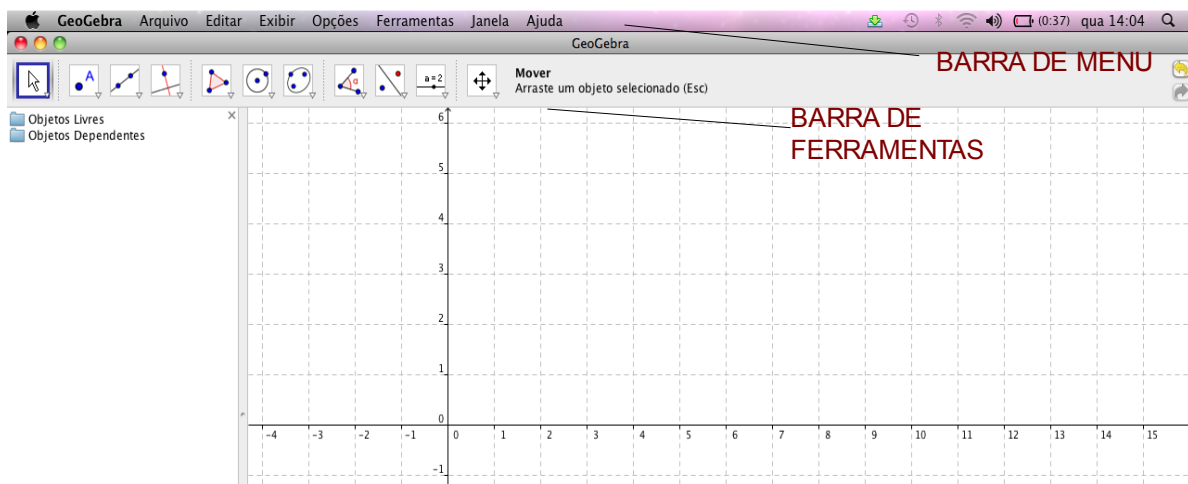 GeoGebra Arquivo Editar Exibir Opções Ferramentas Janela Ajuda (0:37) qua 14:04
GeoGebra
BARRA DE MENU
A α a=2
Mover
Arraste um objeto selecionado (Esc)
BARRA DE
FERRAMENTAS
Objetos Livres
Objetos Dependentes
6
5
4
3
2
1
0
-4 -3 -2 -1 0 1 2 3 4 5 6 7 8 9 10 11 12 13 14 15
-1